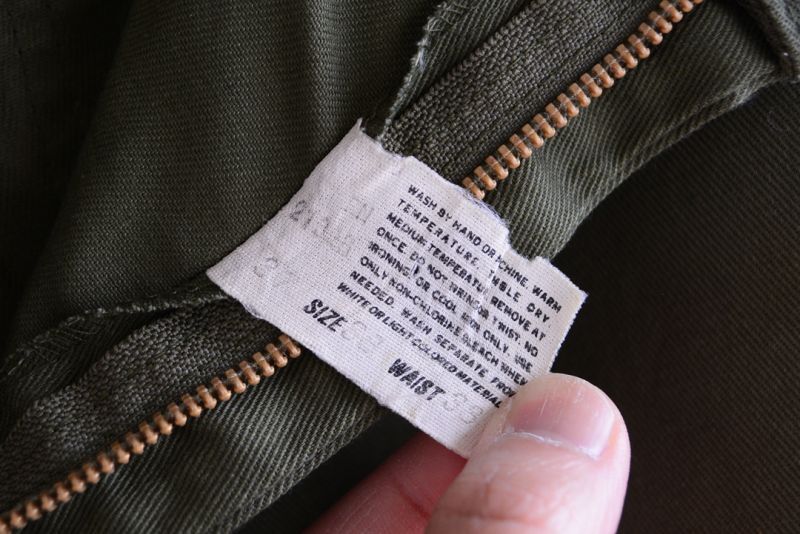 WASH BY HAND OR MACHINE. WARM
TEMPERATURE. TUMBLE DRY
MEDIUM TEMPERATURE REMOVE AT
ONCE. DO NOT WRING OR TWIST. NO
IRONING, OR COOL IRON ONLY. USE
ONLY NON-CHLORINE BLEACH WHEN
NEEDED. WASH SEPARATE FROM
WHITE OR LIGHT COLORED MATERIAL
SIZE
WAIST